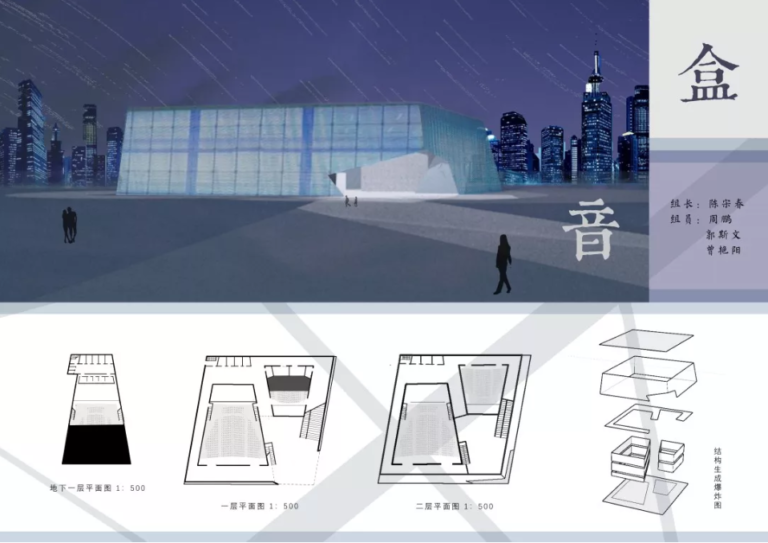 盒
音
组长：陈宗春
组员：周鹏
郭斯文
曹艳阳
地下一层平面图 1：500
一层平面图 1：500
二层平面图 1：500
结构生成爆炸图